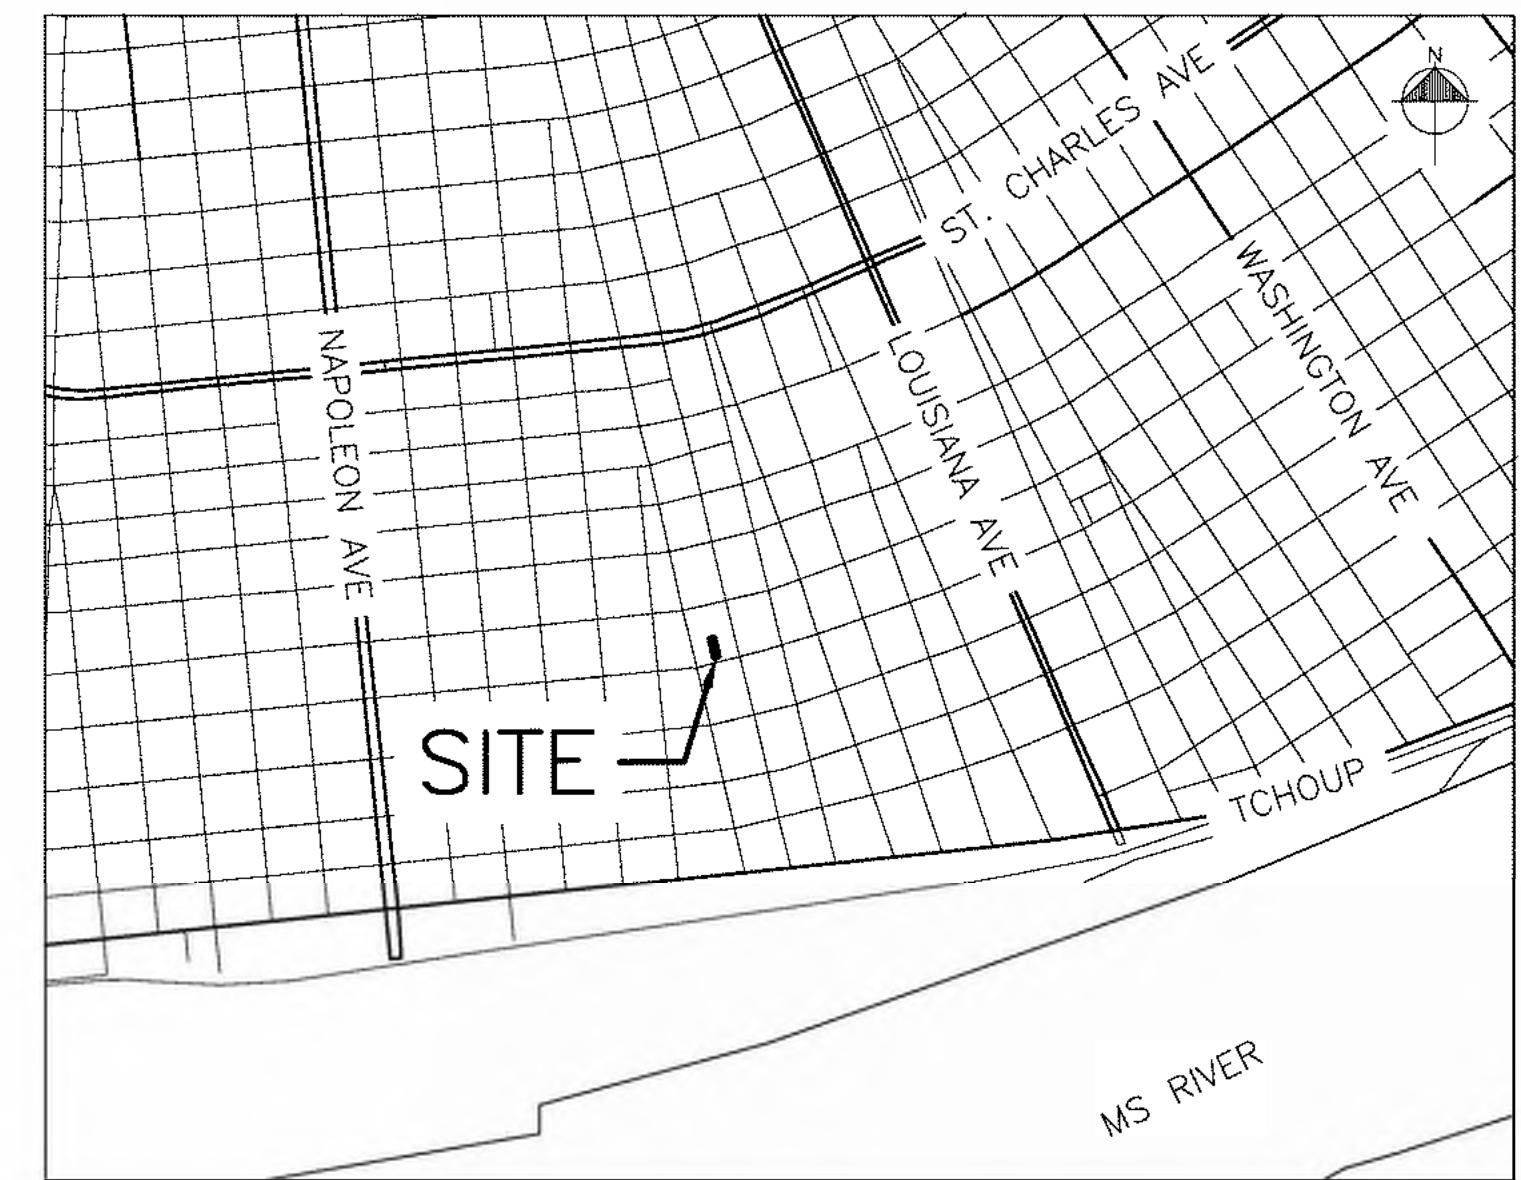 N
ST. CHARLES AVE
NAPOLEON AVE
LOUISIANA AVE
WASHINGTON AVE
SITE
TCHOUP
MS RIVER